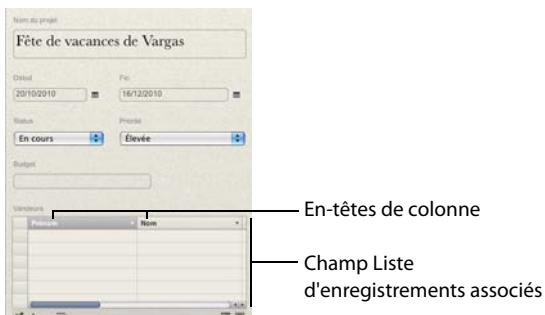 Nom du projet
Fête de vacances de Vargas
Début Fin
20/10/2010 16/12/2010
Status Priorité
En cours Élevée
Budget
Vendeurs
Prénom Nom
En-têtes de colonne
Champ Liste
d'enregistrements associés